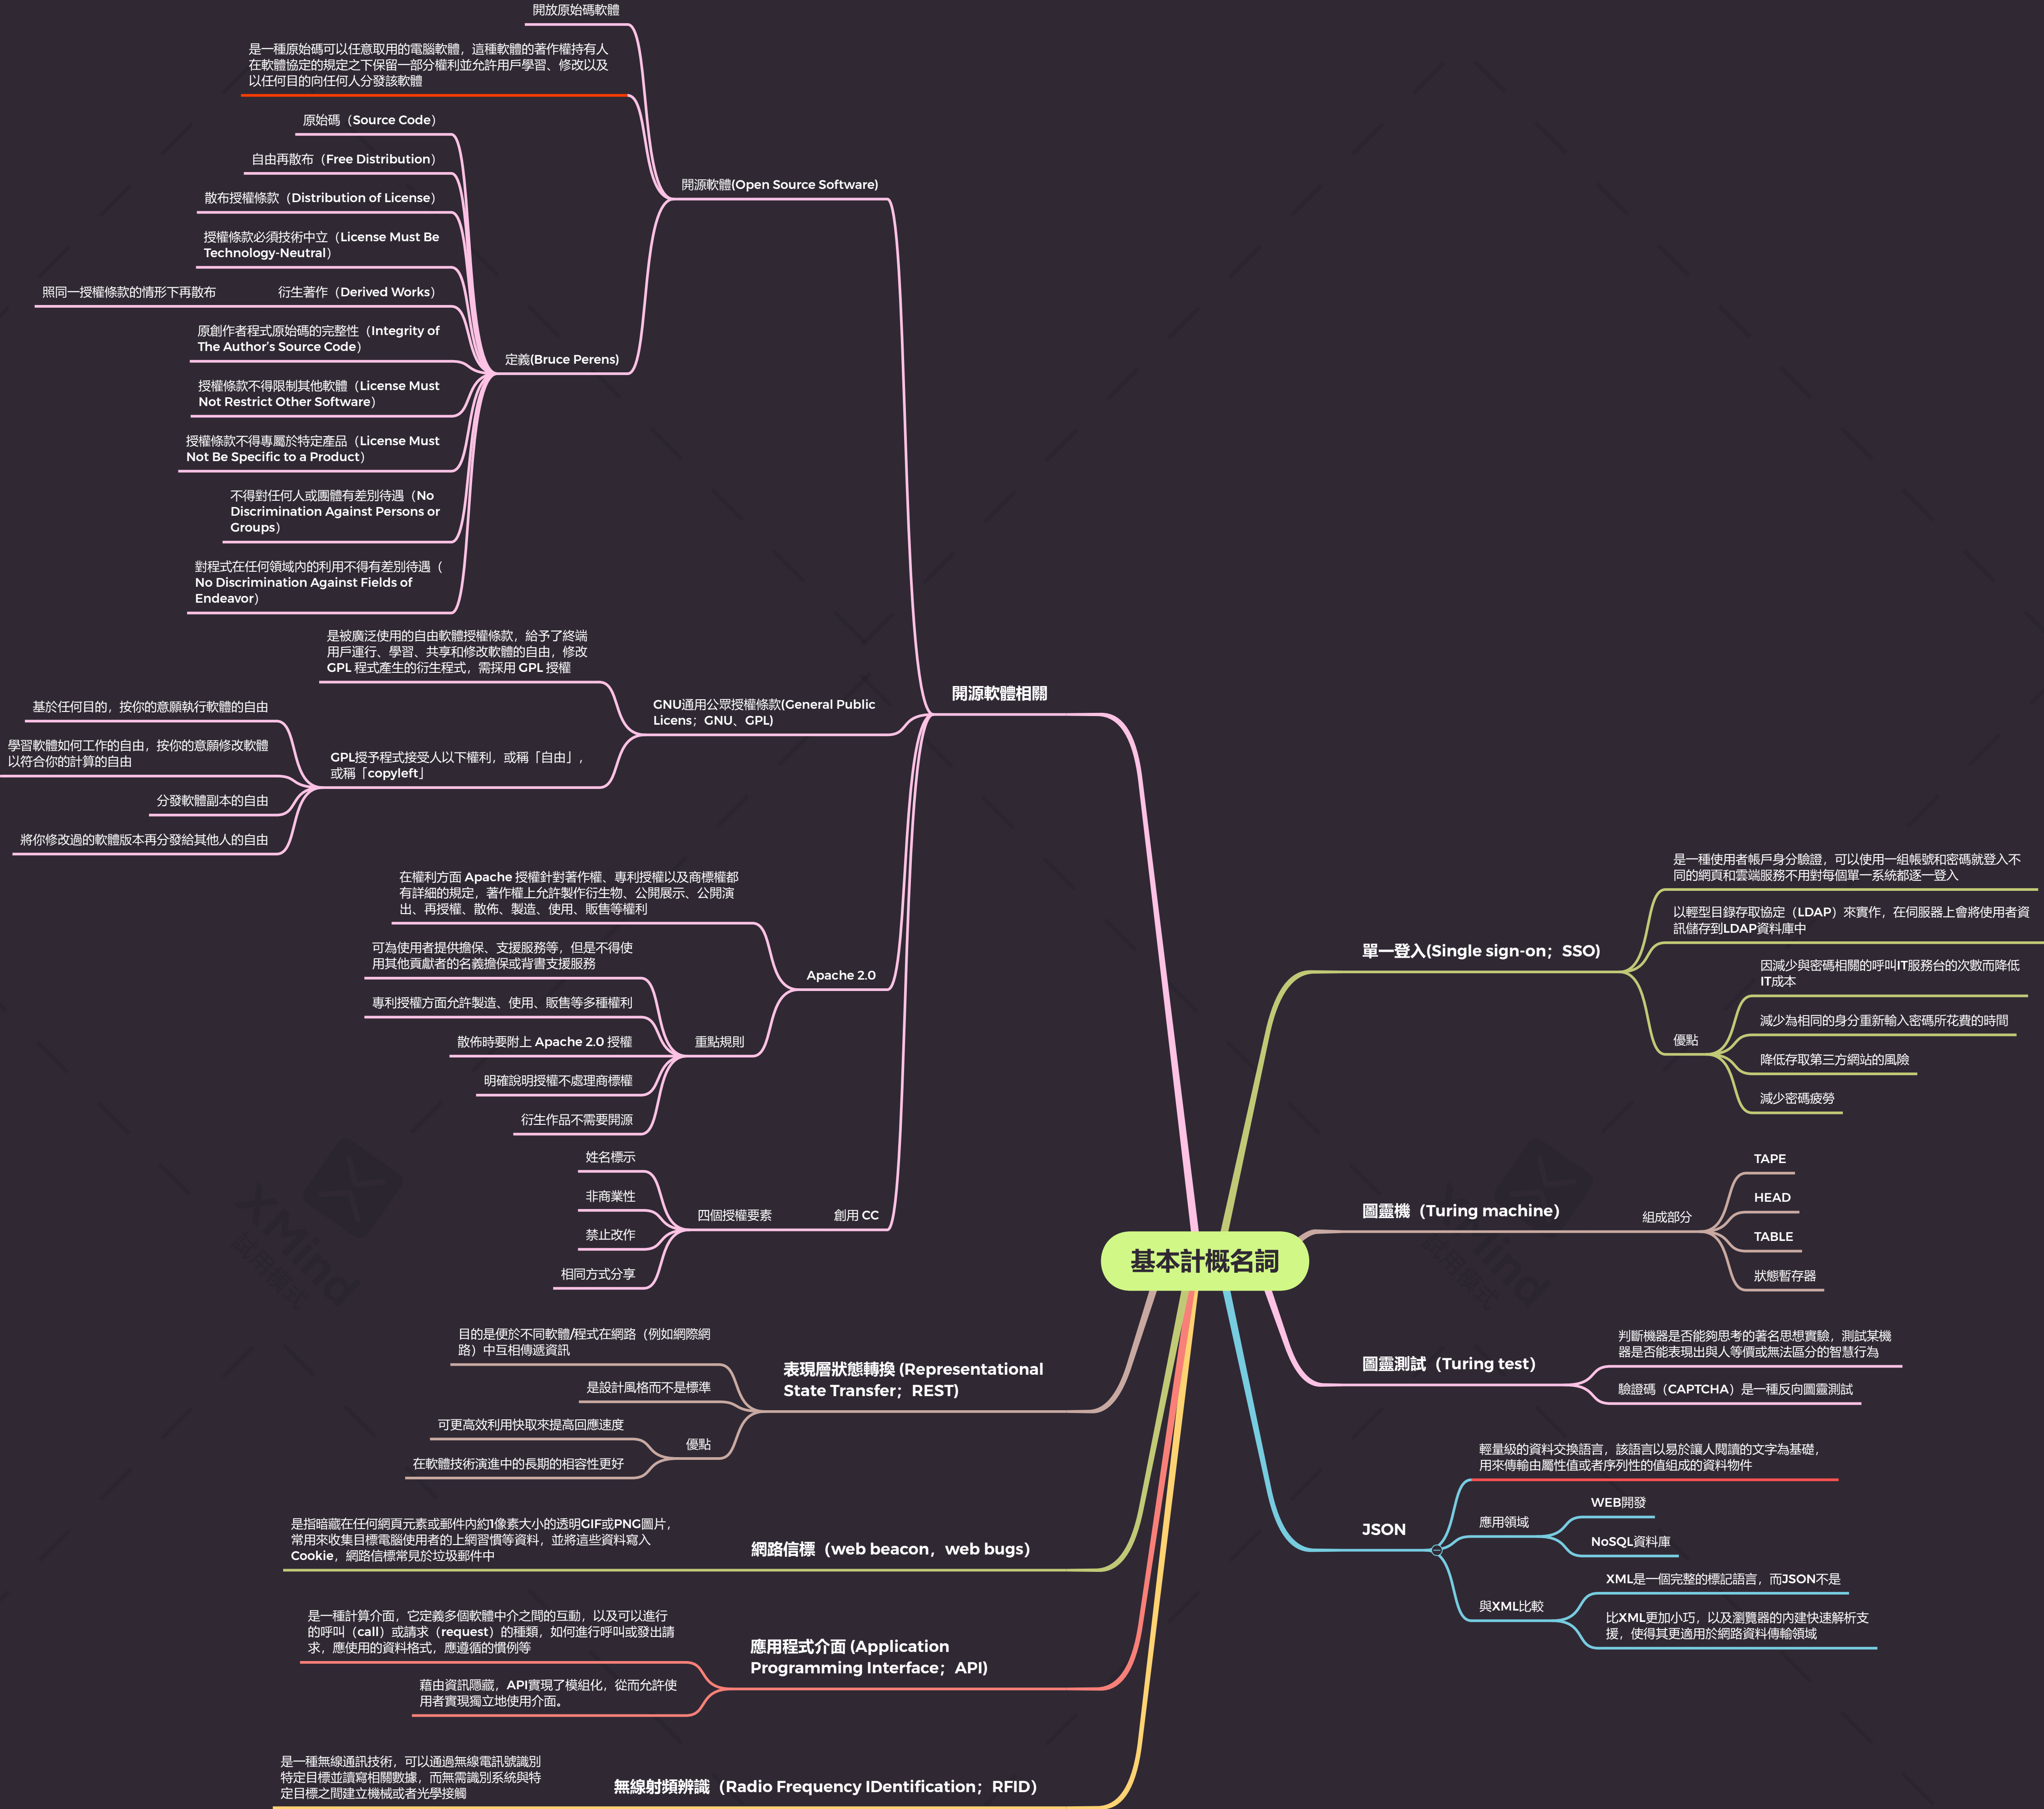 基本計概名詞
開源軟體相關
開源軟體(Open Source Software)
開放原始碼軟體
是一種原始碼可以任意取用的電腦軟體，這種軟體的著作權持有人
在軟體協定的規定之下保留一部分權利並允許用戶學習、修改以及
以任何目的向任何人分發該軟體
定義(Bruce Perens)
原始碼（Source Code）
自由再散布（Free Distribution）
散布授權條款（Distribution of License）
授權條款必須技術中立（License Must Be
Technology-Neutral）
衍生著作（Derived Works）
照同一授權條款的情形下再散布
原創作者程式原始碼的完整性（Integrity of
The Author's Source Code）
授權條款不得限制其他軟體（License Must
Not Restrict Other Software）
授權條款不得專屬於特定產品（License Must
Not Be Specific to a Product）
不得對任何人或團體有差別待遇（No
Discrimination Against Persons or
Groups）
對程式在任何領域內的利用不得有差別待遇（
No Discrimination Against Fields of
Endeavor）
GNU通用公眾授權條款(General Public
Licens；GNU、GPL)
是被廣泛使用的自由軟體授權條款，給予了終端
用戶運行、學習、共享和修改軟體的自由，修改
GPL 程式產生的衍生程式，需採用 GPL 授權
GPL授予程式接受人以下權利，或稱「自由」，
或稱「copyleft」
基於任何目的，按你的意願執行軟體的自由
學習軟體如何工作的自由，按你的意願修改軟體
以符合你的計算的自由
分發軟體副本的自由
將你修改過的軟體版本再分發給其他人的自由
Apache 2.0
在權利方面 Apache 授權針對著作權、專利授權以及商標權都
有詳細的規定，著作權上允許製作衍生物、公開展示、公開演
出、再授權、散佈、製造、使用、販售等權利
重點規則
可為使用者提供擔保、支援服務等，但是不得使
用其他貢獻者的名義擔保或背書支援服務
專利授權方面允許製造、使用、販售等多種權利
散佈時要附上 Apache 2.0 授權
明確說明授權不處理商標權
衍生作品不需要開源
創用 CC
四個授權要素
姓名標示
非商業性
禁止改作
相同方式分享
表現層狀態轉換 (Representational
State Transfer；REST)
目的是便於不同軟體/程式在網路（例如網際網
路）中互相傳遞資訊
是設計風格而不是標準
優點
可更高效利用快取來提高回應速度
在軟體技術演進中的長期的相容性更好
網路信標（web beacon，web bugs）
是指暗藏在任何網頁元素或郵件內約1像素大小的透明GIF或PNG圖片，
常用來收集目標電腦使用者的上網習慣等資料，並將這些資料寫入
Cookie，網路信標常見於垃圾郵件中
應用程式介面 (Application
Programming Interface；API)
是一種計算介面，它定義多個軟體中介之間的互動，以及可以進行
的呼叫（call）或請求（request）的種類，如何進行呼叫或發出請
求，應使用的資料格式，應遵循的慣例等
藉由資訊隱藏，API實現了模組化，從而允許使
用者實現獨立地使用介面。
無線射頻辨識（Radio Frequency IDentification；RFID）
是一種無線通訊技術，可以通過無線電訊號識別
特定目標並讀寫相關數據，而無需識別系統與特
定目標之間建立機械或者光學接觸
單一登入(Single sign-on；SSO)
是一種使用者帳戶身分驗證，可以使用一組帳號和密碼就登入不
同的網頁和雲端服務不用對每個單一系統都逐一登入
以輕型目錄存取協定（LDAP）來實作，在伺服器上會將使用者資
訊儲存到LDAP資料庫中
優點
因減少與密碼相關的呼叫IT服務台的次數而降低
IT成本
減少為相同的身分重新輸入密碼所花費的時間
降低存取第三方網站的風險
減少密碼疲勞
圖靈機（Turing machine）
組成部分
TAPE
HEAD
TABLE
狀態暫存器
圖靈測試（Turing test）
判斷機器是否能夠思考的著名思想實驗，測試某機
器是否能表現出與人等價或無法區分的智慧行為
驗證碼（CAPTCHA）是一種反向圖靈測試
JSON
輕量級的資料交換語言，該語言以易於讓人閱讀的文字為基礎，
用來傳輸由屬性值或者序列性的值組成的資料物件
應用領域
WEB開發
NoSQL資料庫
與XML比較
XML是一個完整的標記語言，而JSON不是
比XML更加小巧，以及瀏覽器的內建快速解析支
援，使得其更適用於網路資料傳輸領域
XMind
試用模式
XMind
試用模式